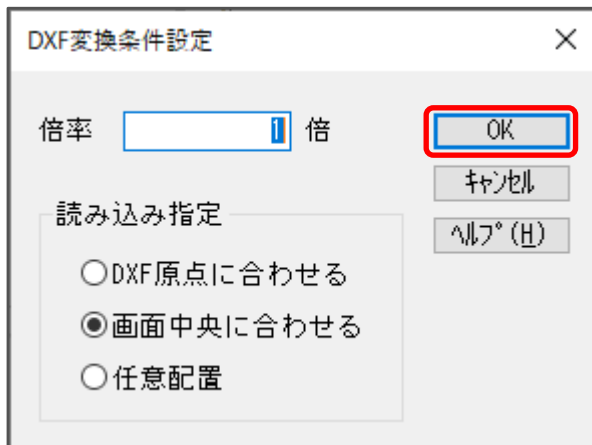 DXF変換条件設定
倍率 1 倍
OK
ｷｬﾝｾﾙ
ﾍﾙﾌﾟ(H)
読み込み指定
DXF原点に合わせる
画面中央に合わせる
任意配置